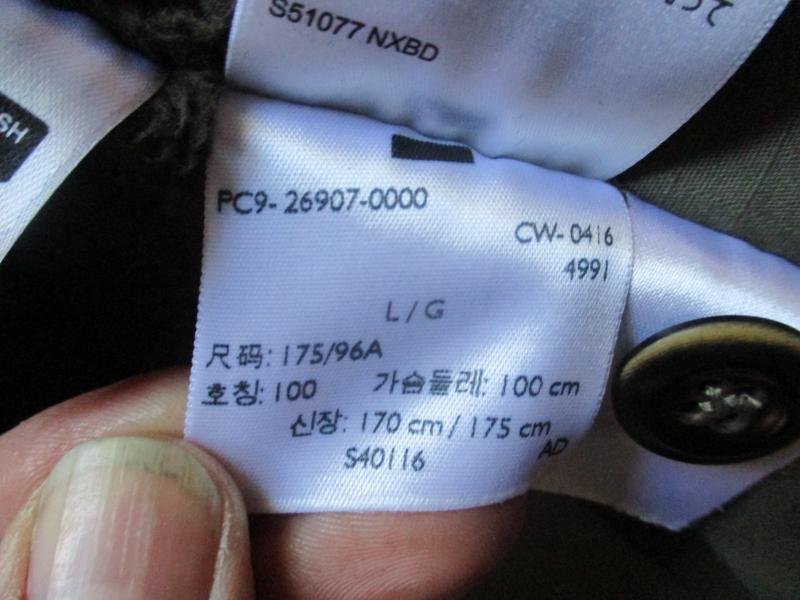 S51077 NXBD
SH
PC9- 26907-0000
CW- 0416
4991
L / G
尺码: 175/96A
호칭: 100 가슴둘레: 100 cm
신장: 170 cm / 175 cm
S40116
AD